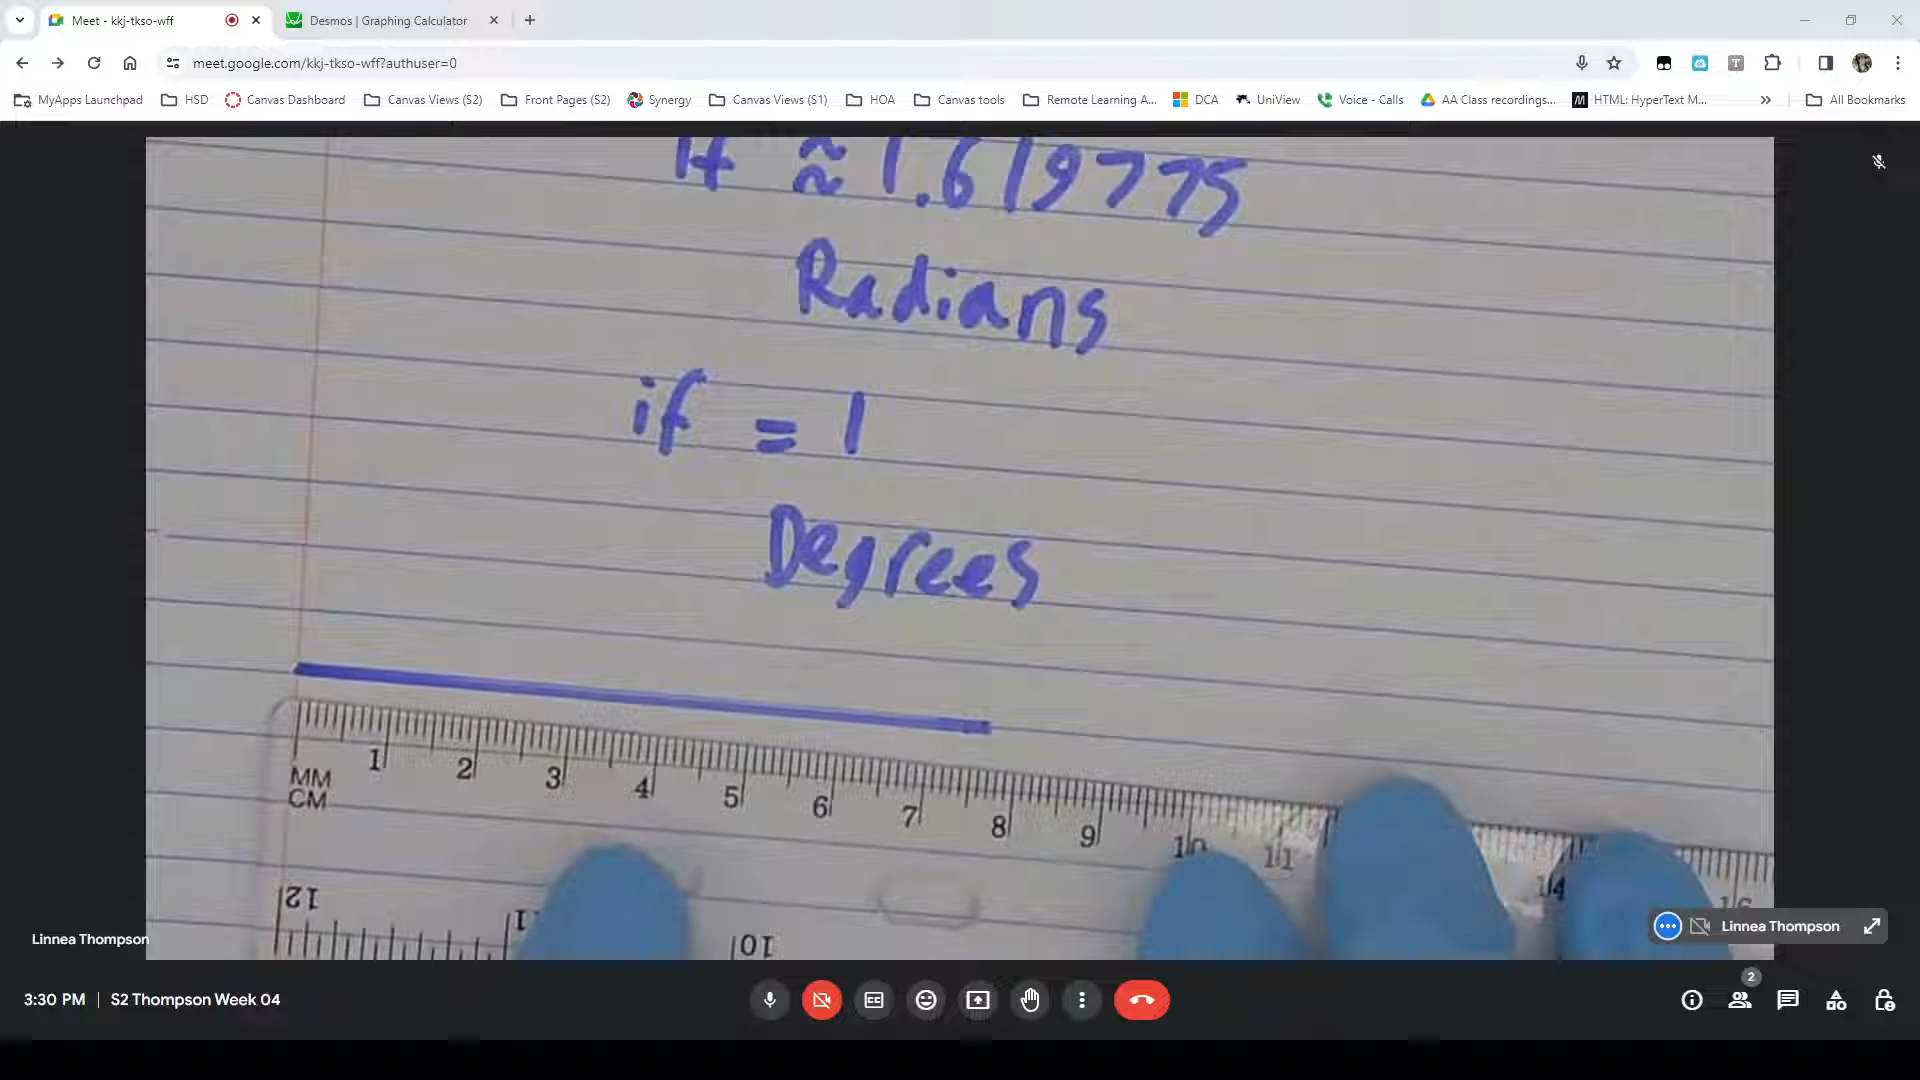 Meet - kkj-tkso-wff
Desmos | Graphing Calculator
meet.google.com/kkj-tkso-wff?authuser=0
MyApps Launchpad
HSD
Canvas Dashboard
Canvas Views (S2)
Front Pages (S2)
Synergy
Canvas Views (S1)
HOA
Canvas tools
Remote Learning A...
DCA
UniView
Voice - Calls
AA Class recordings...
HTML: HyperText M...
All Bookmarks
≈ 1.619775
Radians
if = 1
Degrees
1 2 3 4 5 6 7 8 9 10 11 14 16
MM
CM
12 11 10
Linnea Thompson
Linnea Thompson
2
3:30 PM | S2 Thompson Week 04